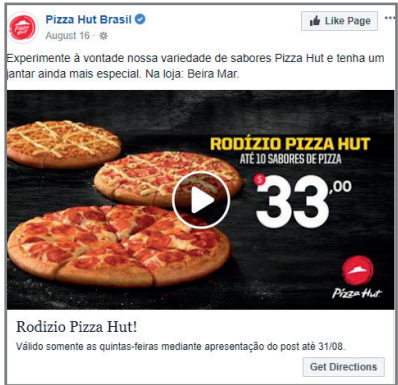 Pizza Hut Brasil
Like Page
August 16
Experimente à vontade nossa variedade de sabores Pizza Hut e tenha um
jantar ainda mais especial. Na loja: Beira Mar.
RODÍZIO PIZZA HUT
ATÉ 10 SABORES DE PIZZA
$ 33,00
Pizza Hut
Rodizio Pizza Hut!
Válido somente as quintas-feiras mediante apresentação do post até 31/08.
Get Directions